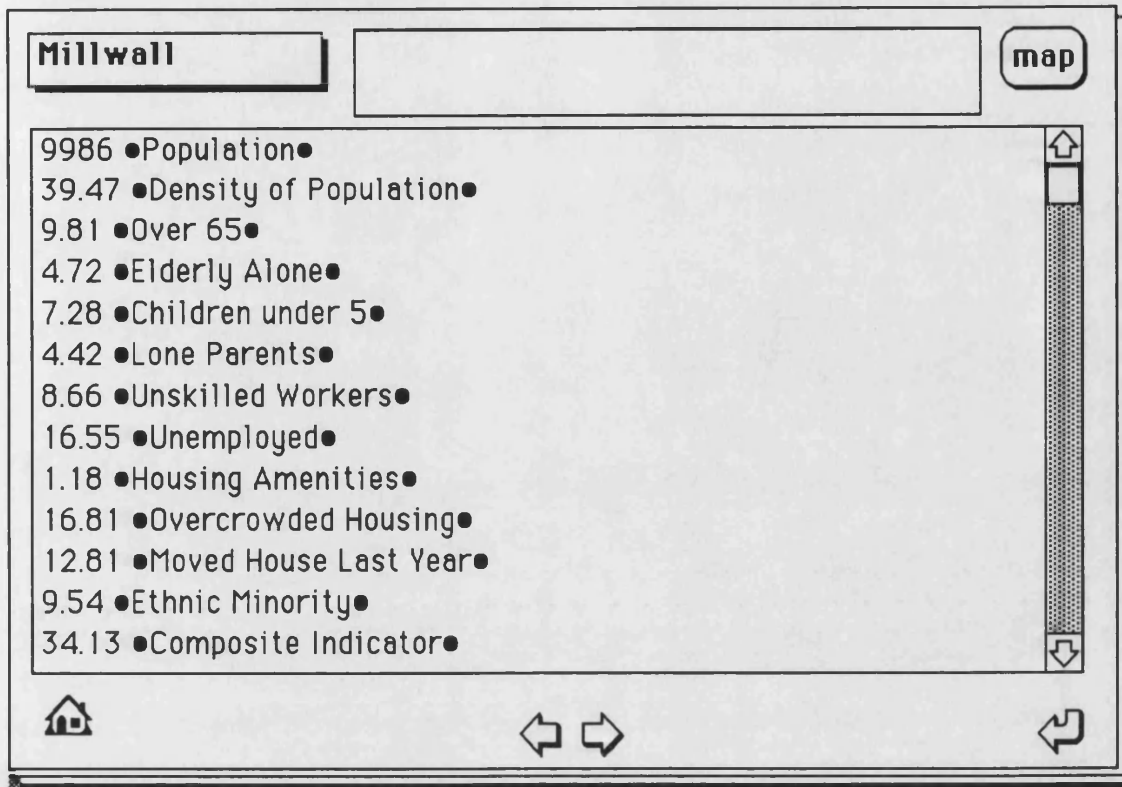 Millwall
map
9986 ●Population●
39.47 ●Density of Population●
9.81 ●Over 65●
4.72 ●Elderly Alone●
7.28 ●Children under 5●
4.42 ●Lone Parents●
8.66 ●Unskilled Workers●
16.55 ●Unemployed●
1.18 ●Housing Amenities●
16.81 ●Overcrowded Housing●
12.81 ●Moved House Last Year●
9.54 ●Ethnic Minority●
34.13 ●Composite Indicator●